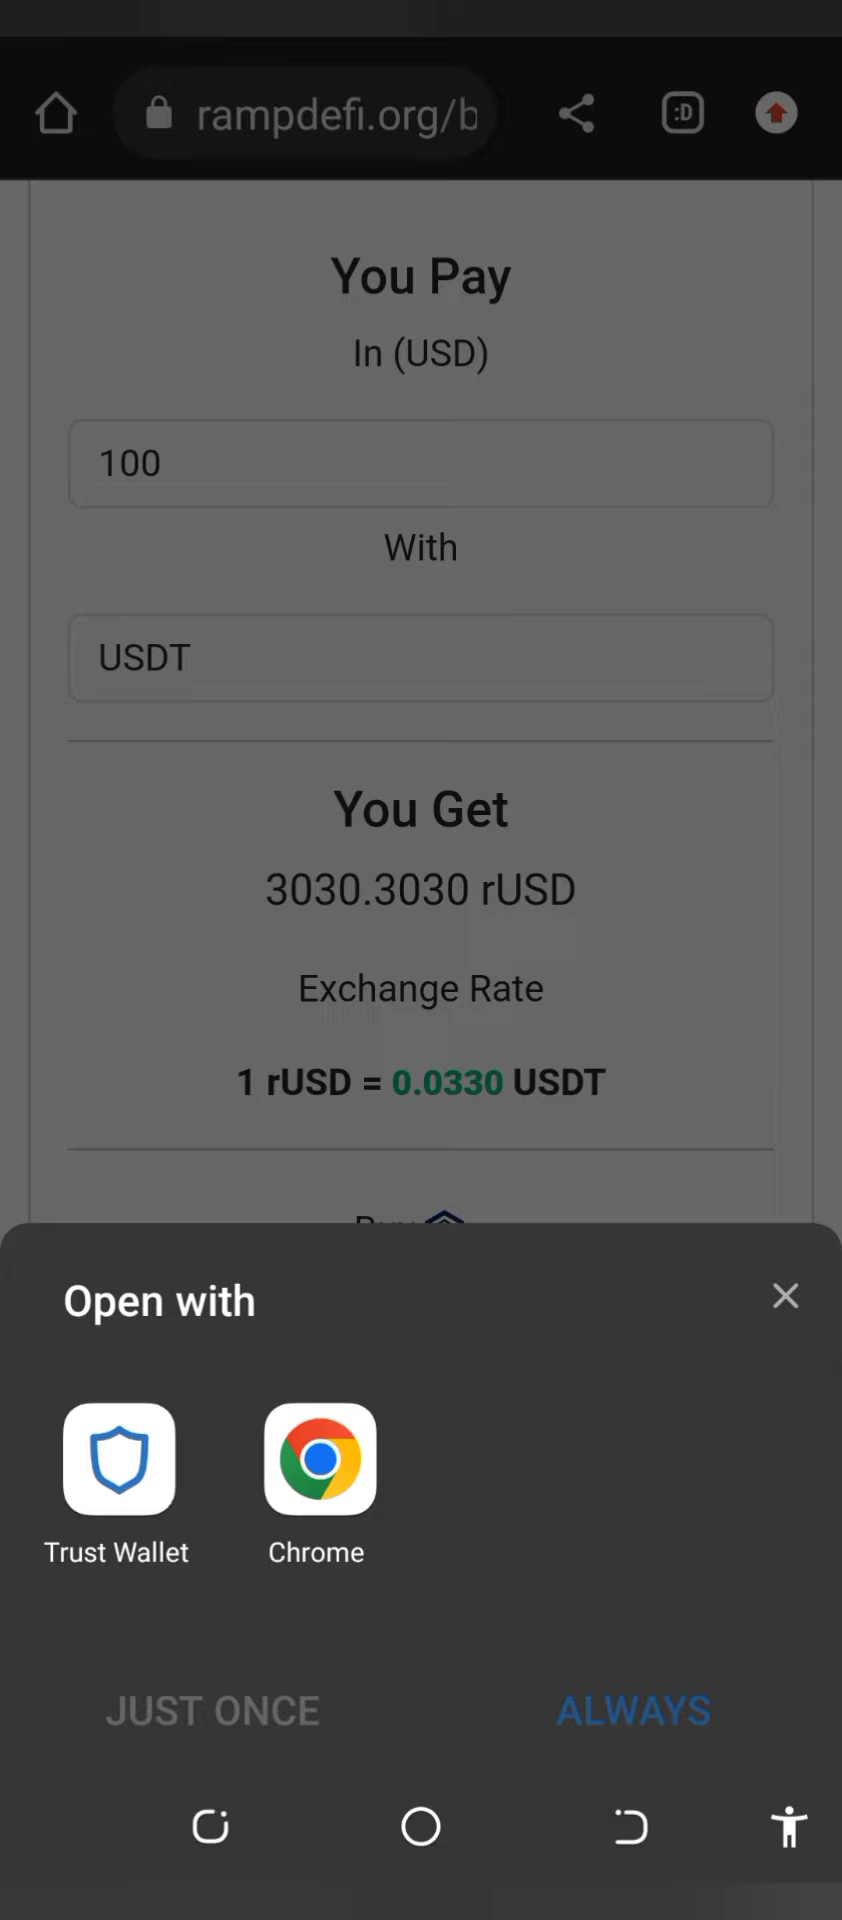 rampdefi.org/b
:D
You Pay
In (USD)
100
With
USDT
You Get
3030.3030 rUSD
Exchange Rate
1 rUSD = 0.0330 USDT
Open with
Trust Wallet
Chrome
JUST ONCE
ALWAYS